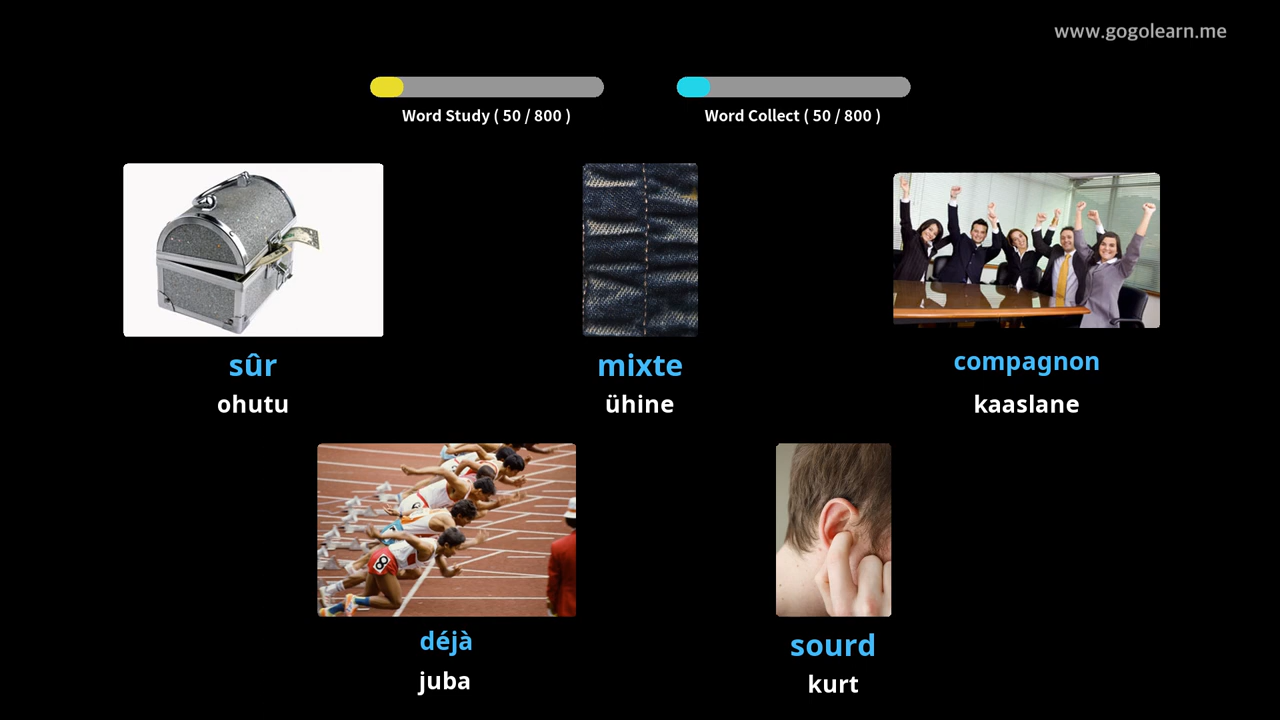 www.gogolearn.me
Word Study ( 50 / 800 )
Word Collect ( 50 / 800 )
sûr
ohutu
mixte
ühine
compagnon
kaaslane
déjà
juba
sourd
kurt